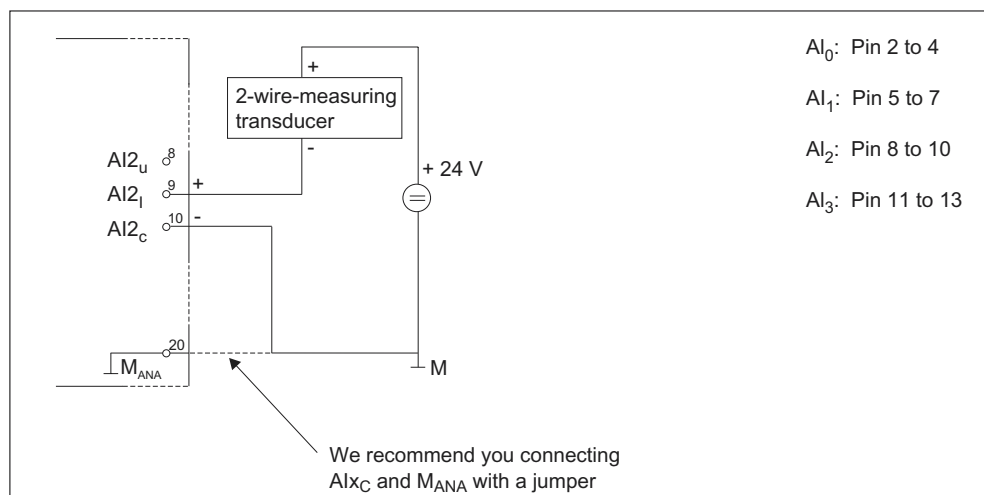 +
2-wire-measuring
transducer
-
+ 24 V
AI2u 8
AI2I 9 +
AI2c 10 -
20
MANA
M
We recommend you connecting
AIxC and MANA with a jumper
AI0: Pin 2 to 4
AI1: Pin 5 to 7
AI2: Pin 8 to 10
AI3: Pin 11 to 13